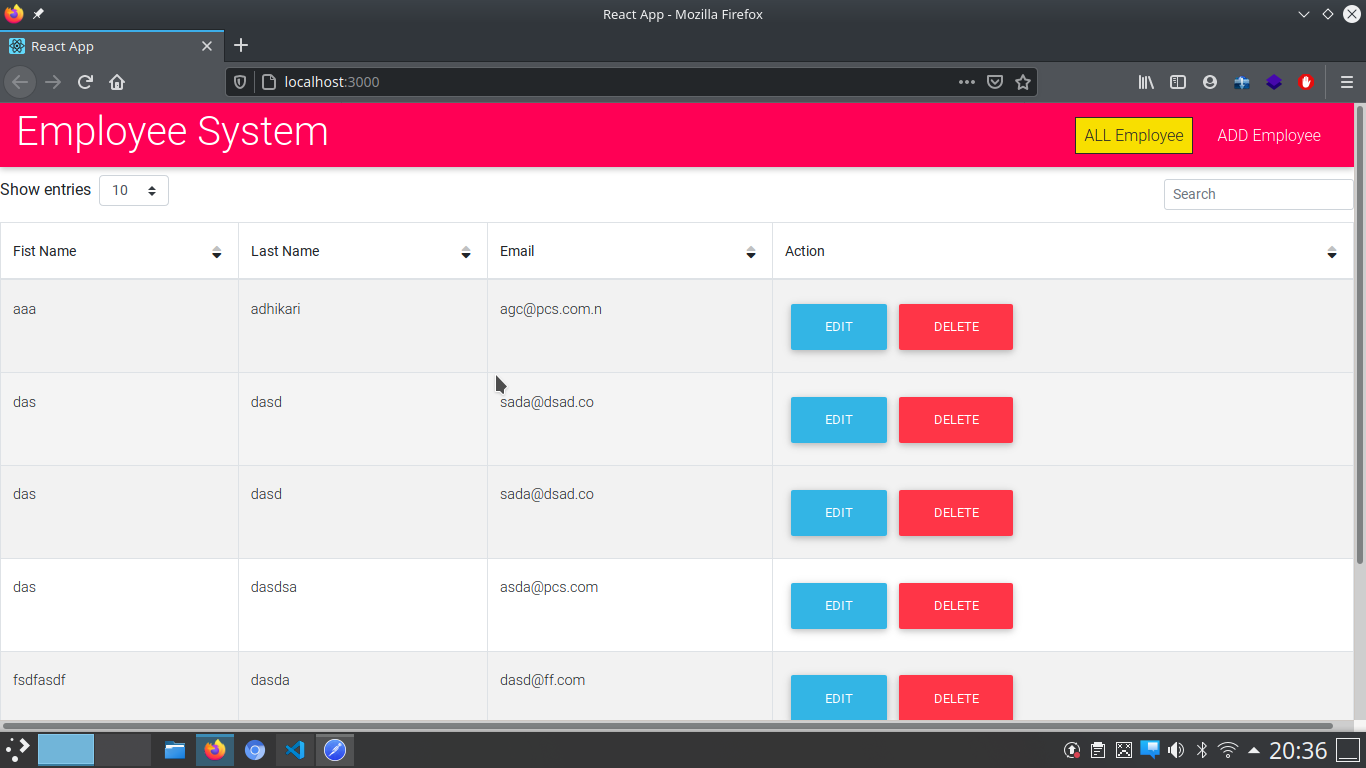 React App - Mozilla Firefox
React App
localhost:3000
Employee System
ALL Employee
ADD Employee
Show entries 10
Search
Fist Name Last Name Email Action
aaa adhikari agc@pcs.com.n EDIT DELETE
das dasd sada@dsad.co EDIT DELETE
das dasd sada@dsad.co EDIT DELETE
das dasdsa asda@pcs.com EDIT DELETE
fsdfasdf dasda dasd@ff.com EDIT DELETE
20:36